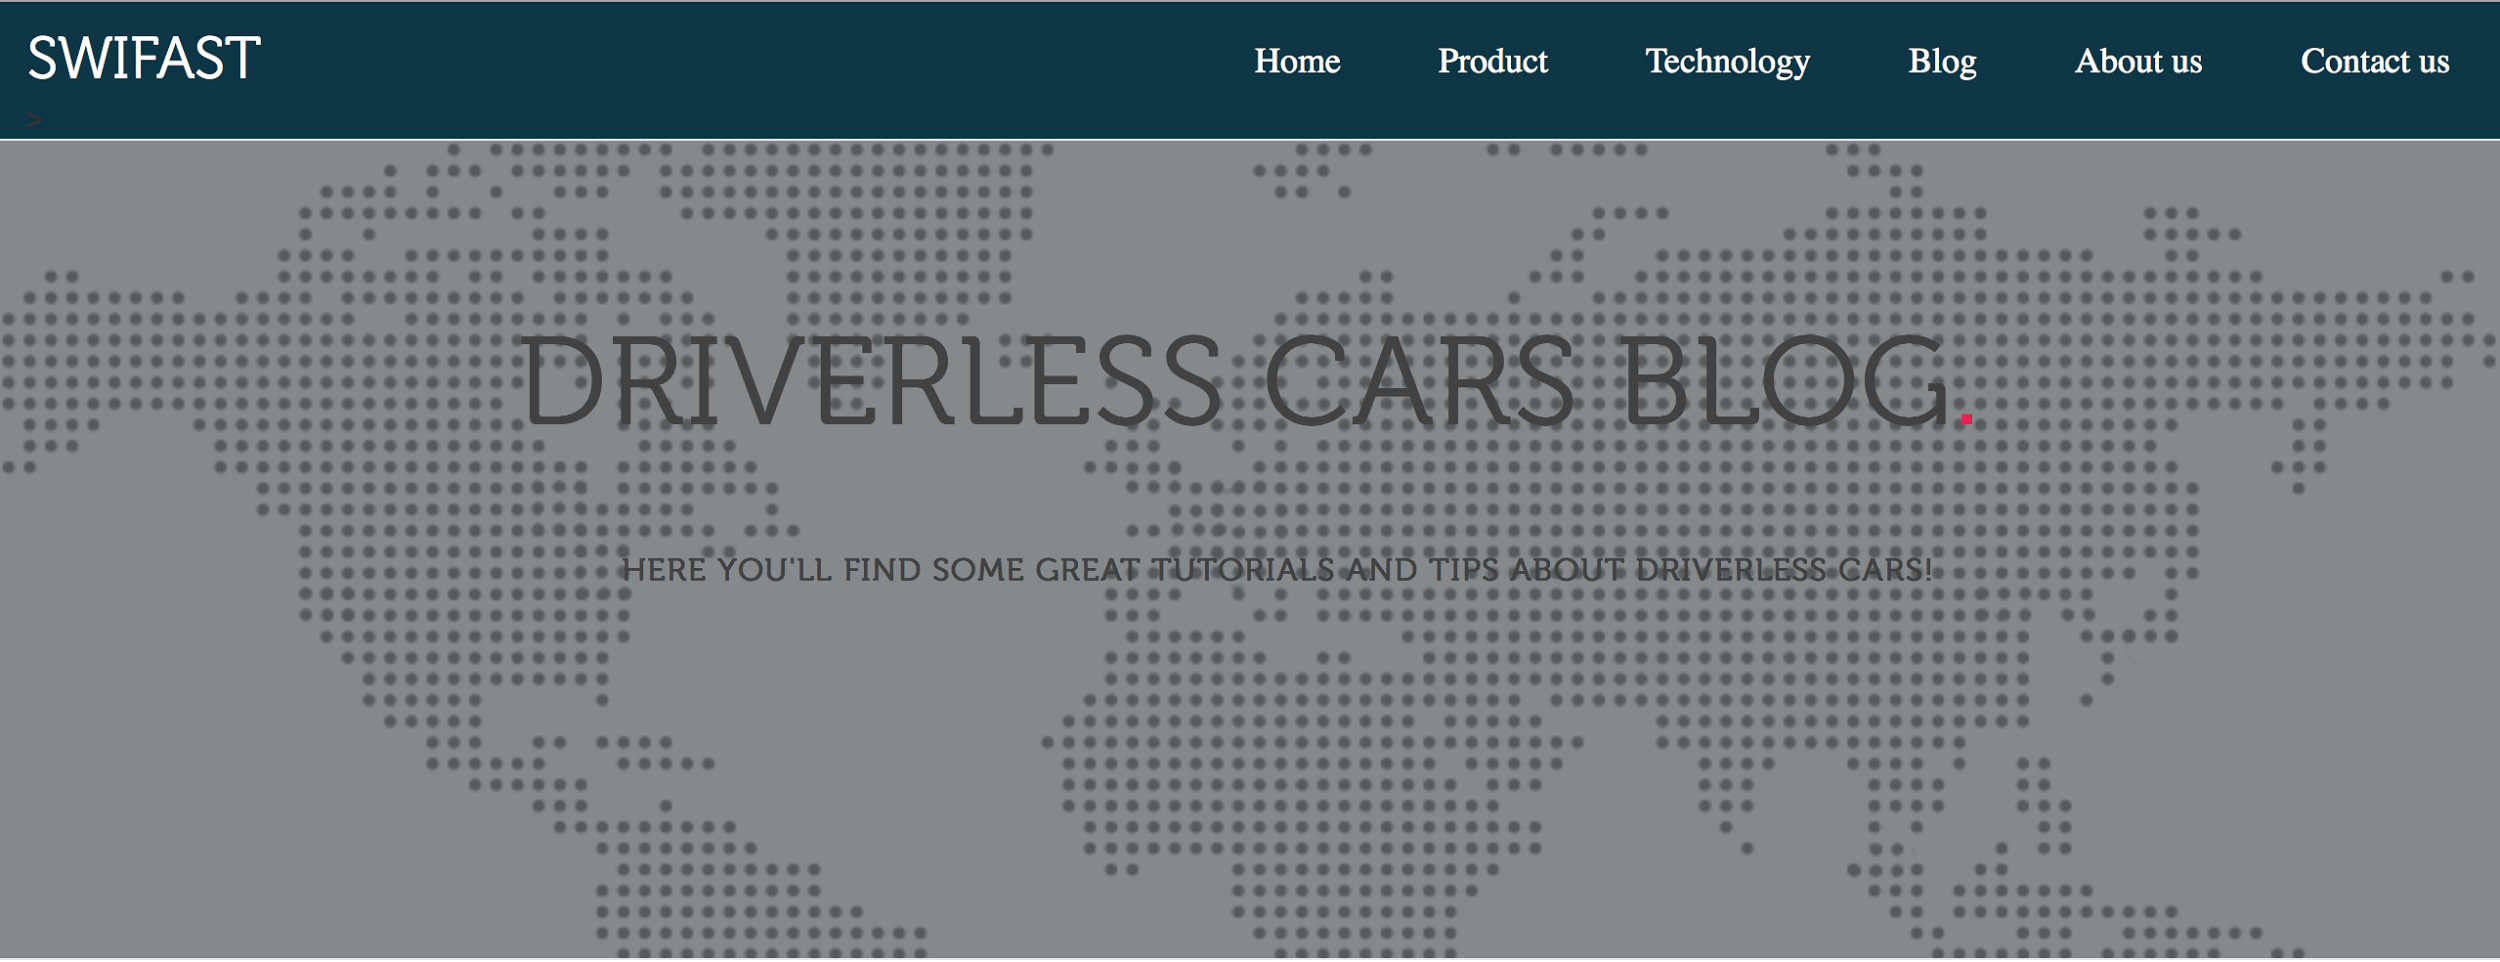 SWIFAST
Home Product Technology Blog About us Contact us
>
DRIVERLESS CARS BLOG.
HERE YOU'LL FIND SOME GREAT TUTORIALS AND TIPS ABOUT DRIVERLESS CARS!